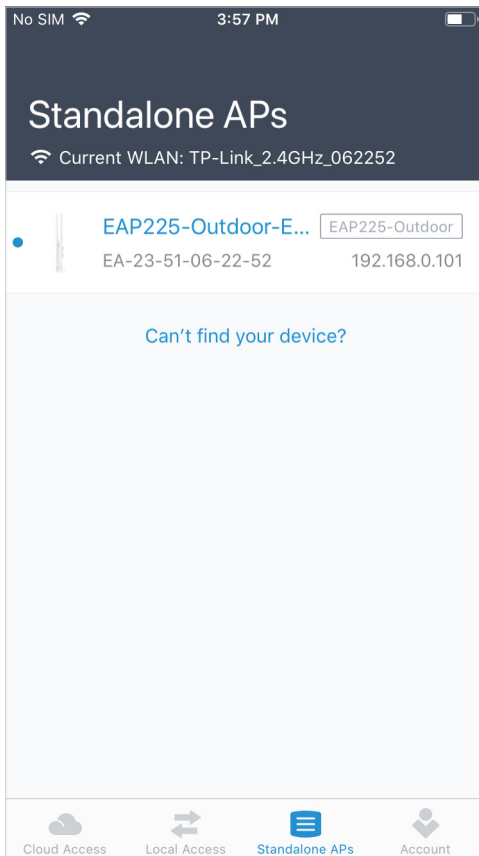 No SIM 3:57 PM
Standalone APs
Current WLAN: TP-Link_2.4GHz_062252
EAP225-Outdoor-E... EAP225-Outdoor
EA-23-51-06-22-52 192.168.0.101
Can't find your device?
Cloud Access Local Access Standalone APs Account